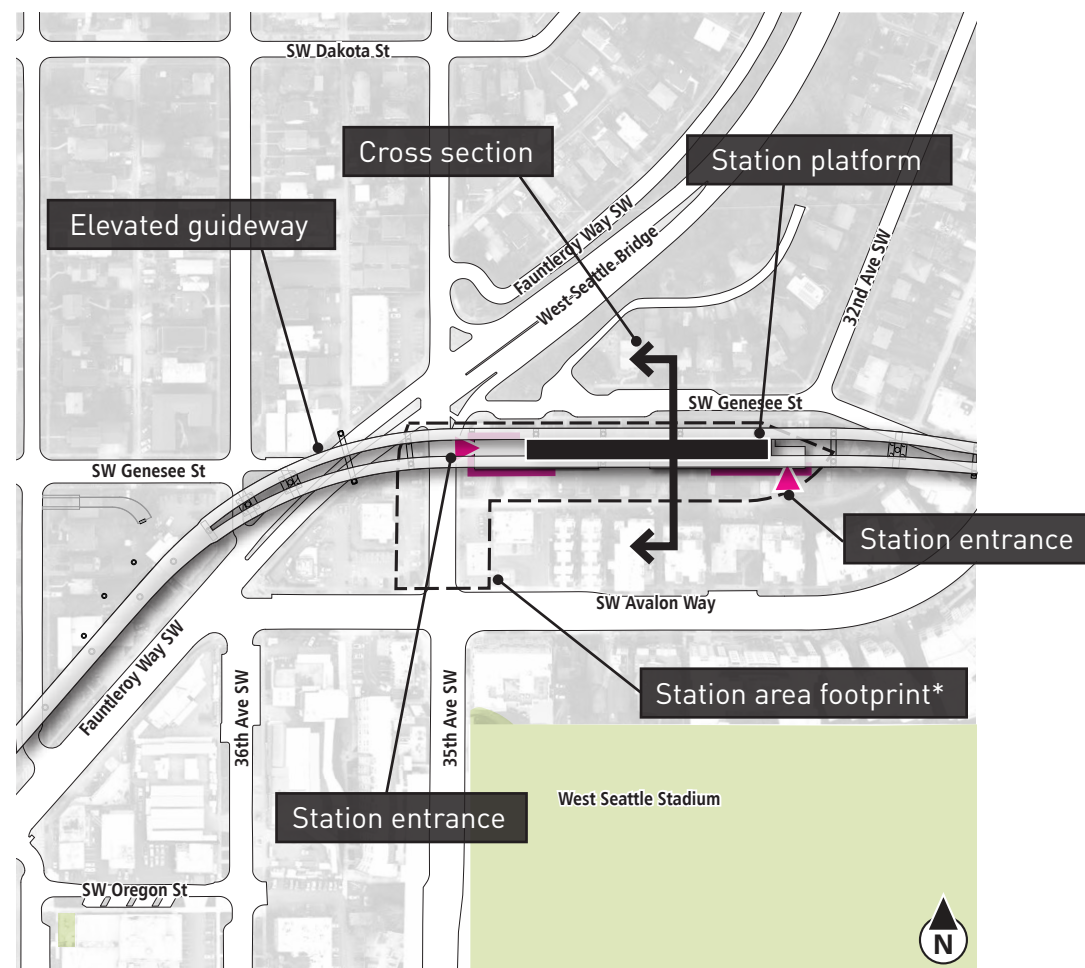 SW Dakota St
Cross section
Station platform
Elevated guideway
Fauntleroy Way SW
West Seattle Bridge
32nd Ave SW
SW Genesee St
SW Genesee St
Station entrance
SW Avalon Way
Fauntleroy Way SW
36th Ave SW
35th Ave SW
Station area footprint*
West Seattle Stadium
Station entrance
SW Oregon St
N